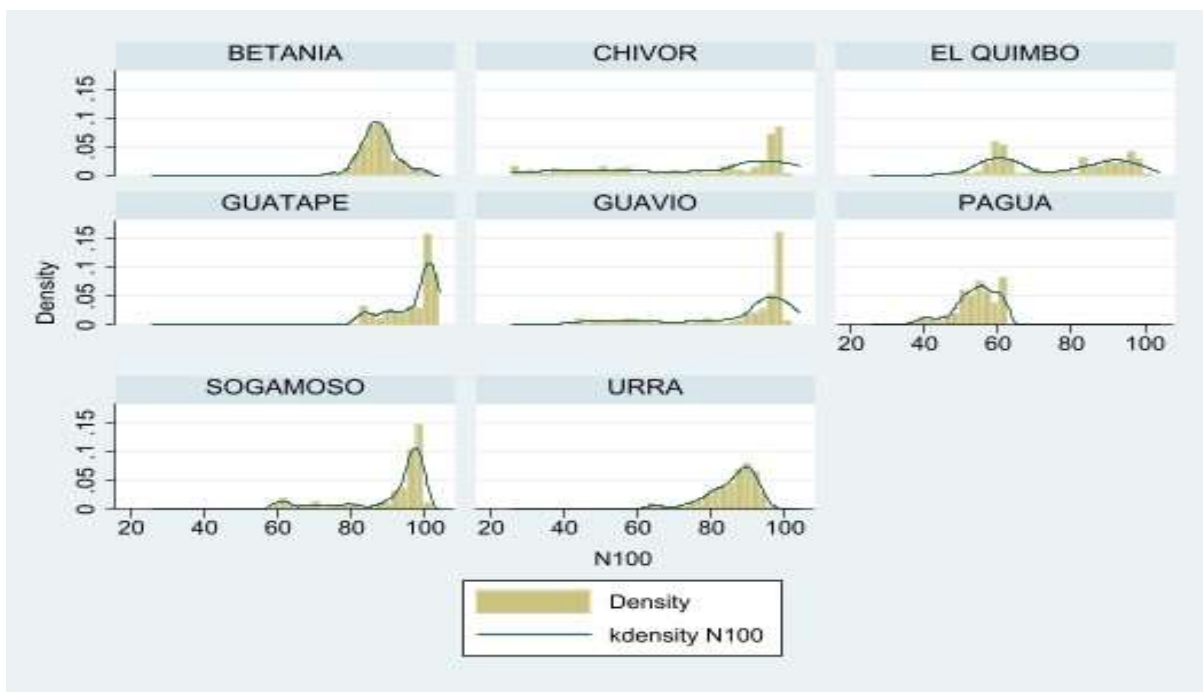 BETANIA CHIVOR EL QUIMBO
0 .05 .1 .15
GUATAPE GUAVIO PAGUA
0 .05 .1 .15
Density
20 40 60 80 100
SOGAMOSO URRA
0 .05 .1 .15
20 40 60 80 100 20 40 60 80 100
N100
Density
kdensity N100